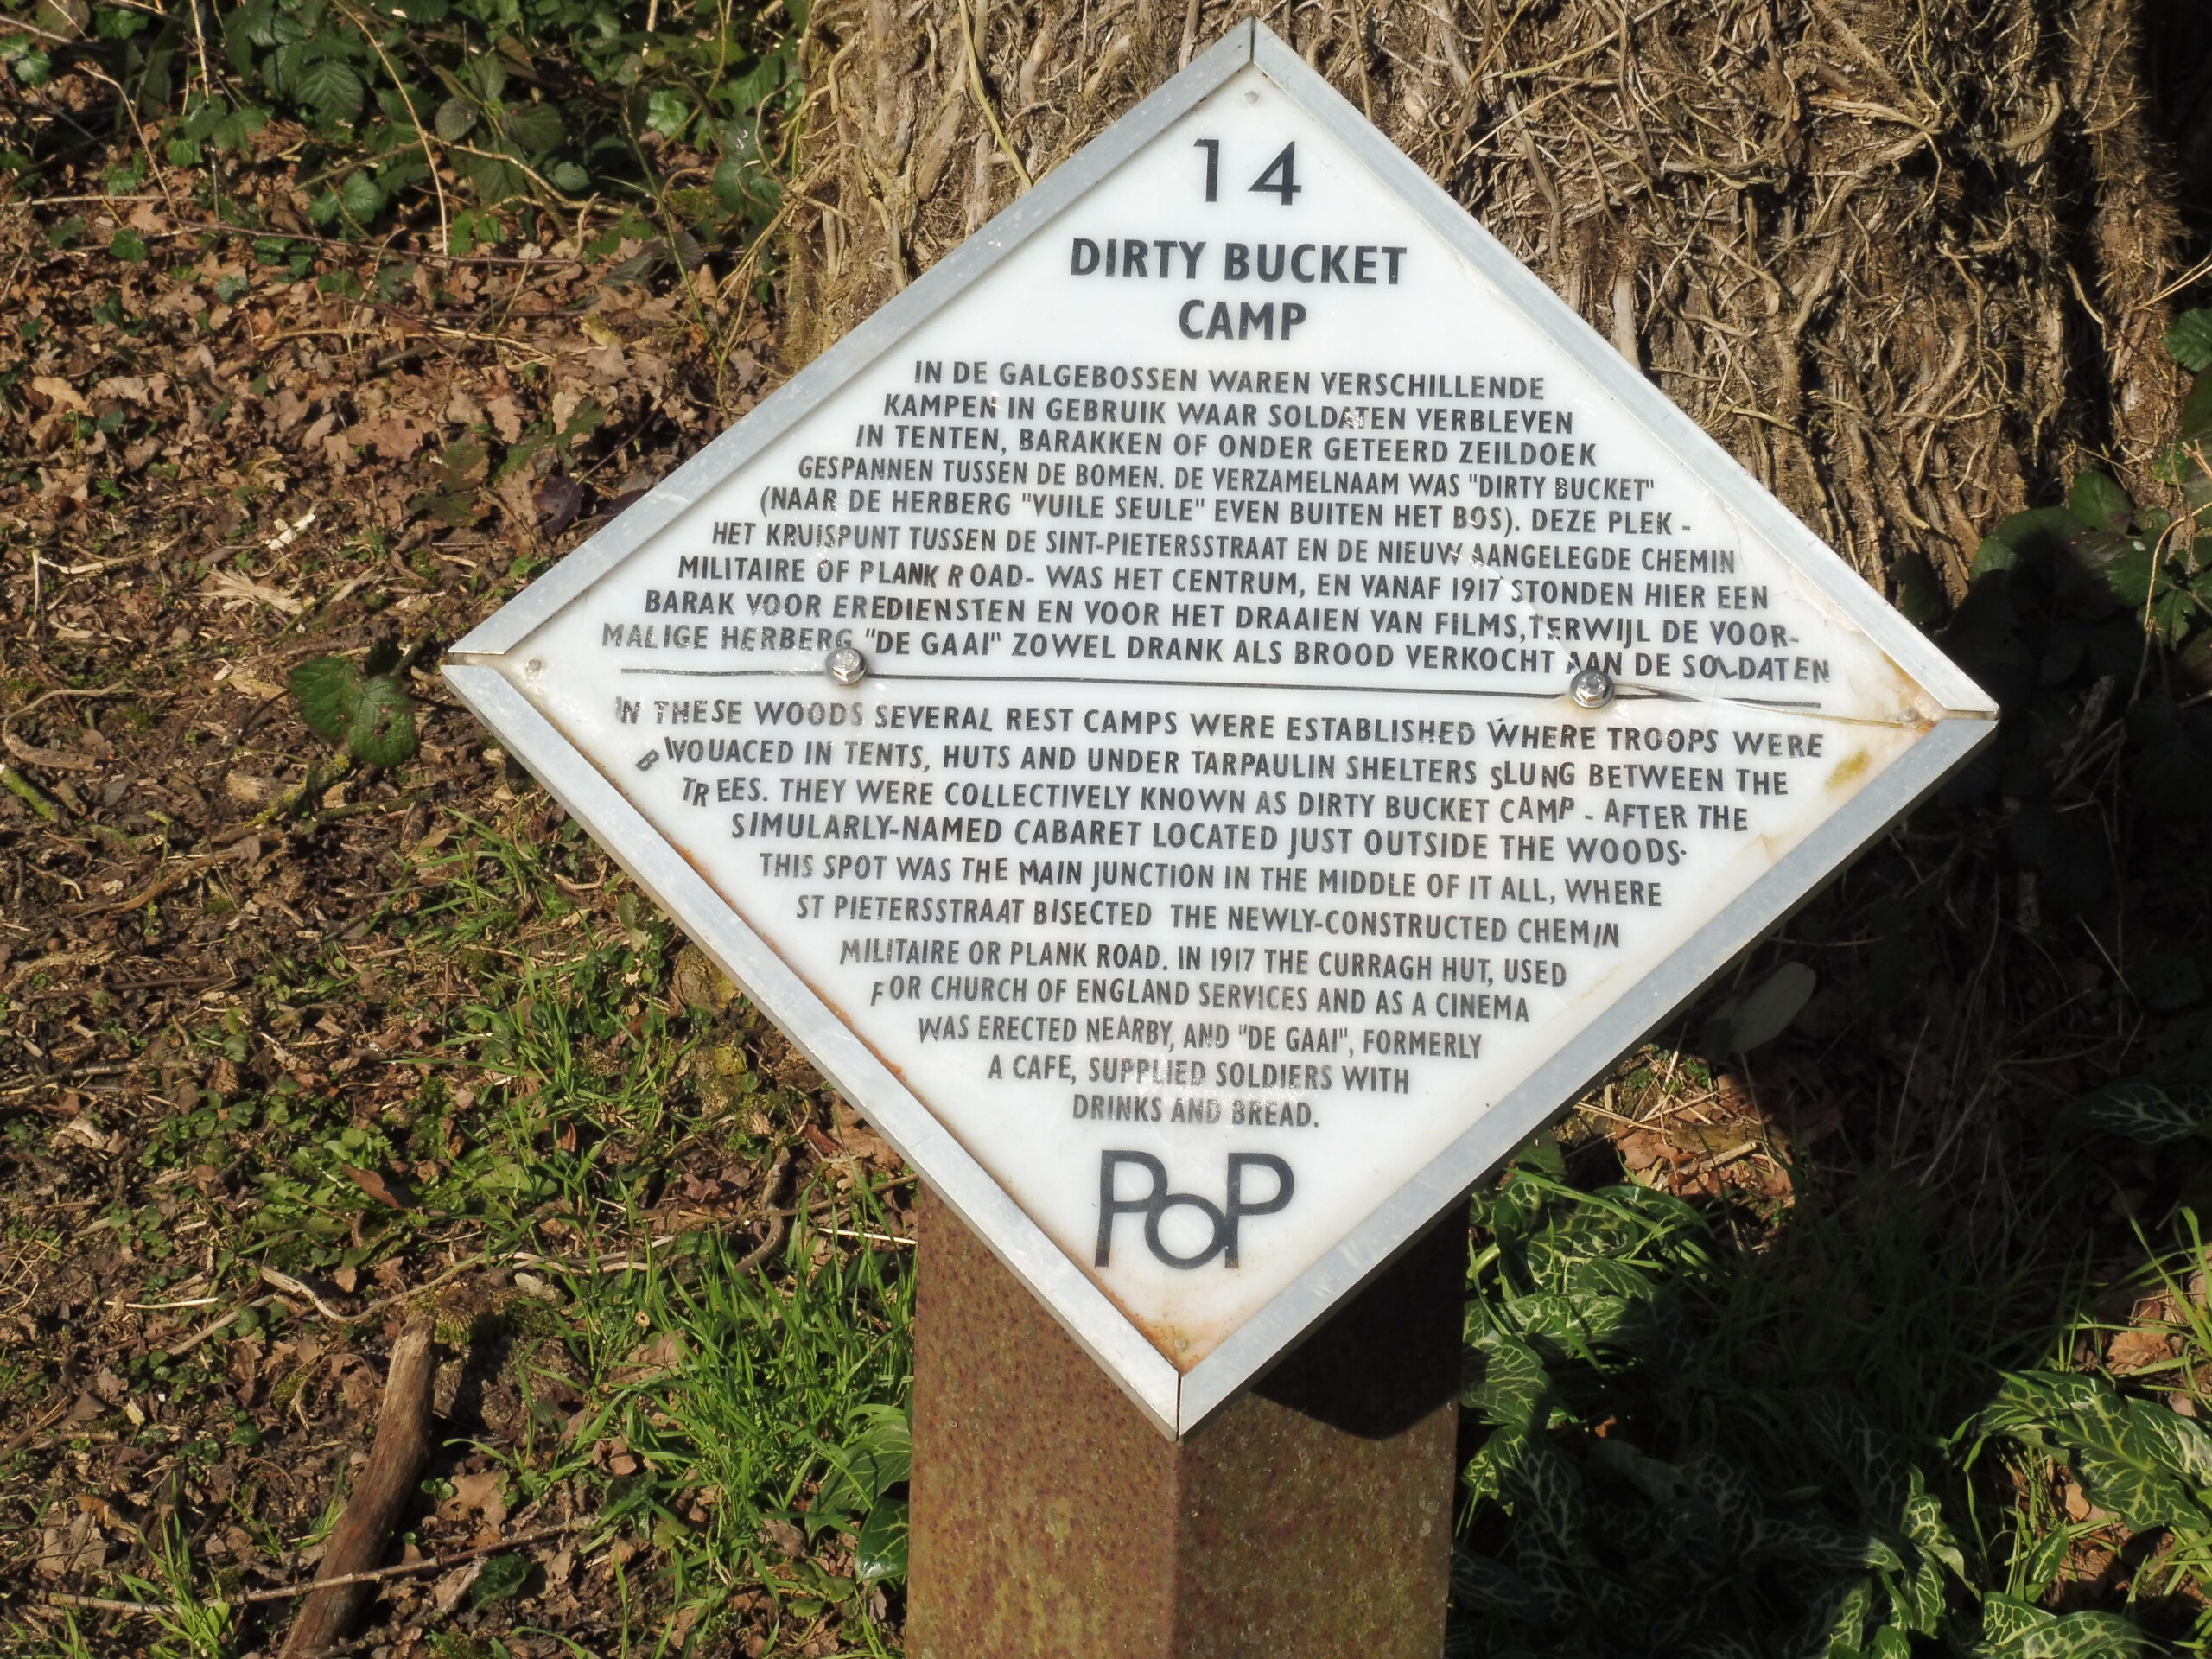 14
DIRTY BUCKET
CAMP
IN DE GALGEBOSSEN WAREN VERSCHILLENDE
KAMPEN IN GEBRUIK WAAR SOLDATEN VERBLEVEN
IN TENTEN, BARAKKEN OF ONDER GETEERD ZEILDOEK
GESPANNEN TUSSEN DE BOMEN. DE VERZAMELNAAM WAS "DIRTY BUCKET"
(NAAR DE HERBERG "VUILE SEULE" EVEN BUITEN HET BOS). DEZE PLEK -
HET KRUISPUNT TUSSEN DE SINT-PIETERSSTRAAT EN DE NIEUW AANGELEGDE CHEMIN
MILITAIRE OF PLANK ROAD- WAS HET CENTRUM, EN VANAF 1917 STONDEN HIER EEN
BARAK VOOR EREDIENSTEN EN VOOR HET DRAAIEN VAN FILMS, TERWIJL DE VOOR-
MALIGE HERBERG "DE GAAI" ZOWEL DRANK ALS BROOD VERKOCHT AAN DE SOLDATEN
IN THESE WOODS SEVERAL REST CAMPS WERE ESTABLISHED WHERE TROOPS WERE
BIVOUACED IN TENTS, HUTS AND UNDER TARPAULIN SHELTERS SLUNG BETWEEN THE
TREES. THEY WERE COLLECTIVELY KNOWN AS DIRTY BUCKET CAMP - AFTER THE
SIMULARLY-NAMED CABARET LOCATED JUST OUTSIDE THE WOODS.
THIS SPOT WAS THE MAIN JUNCTION IN THE MIDDLE OF IT ALL, WHERE
ST PIETERSSTRAAT BISECTED THE NEWLY-CONSTRUCTED CHEMIN
MILITAIRE OR PLANK ROAD. IN 1917 THE CURRAGH HUT, USED
FOR CHURCH OF ENGLAND SERVICES AND AS A CINEMA
WAS ERECTED NEARBY, AND "DE GAAI", FORMERLY
A CAFE, SUPPLIED SOLDIERS WITH
DRINKS AND BREAD.
PoP